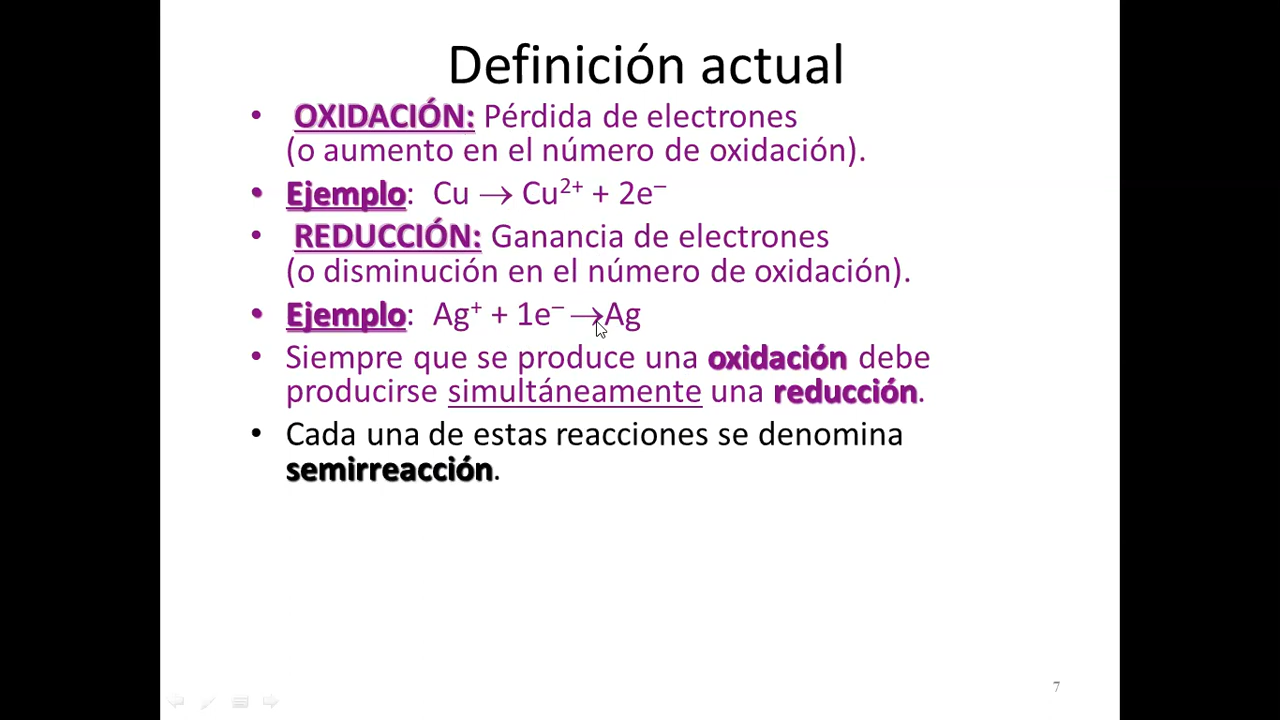 Definición actual
• OXIDACIÓN: Pérdida de electrones
(o aumento en el número de oxidación).
• Ejemplo: Cu → Cu²⁺ + 2e⁻
• REDUCCIÓN: Ganancia de electrones
(o disminución en el número de oxidación).
• Ejemplo: Ag⁺ + 1e⁻ →Ag
• Siempre que se produce una oxidación debe
producirse simultáneamente una reducción.
• Cada una de estas reacciones se denomina
semirreacción.
7